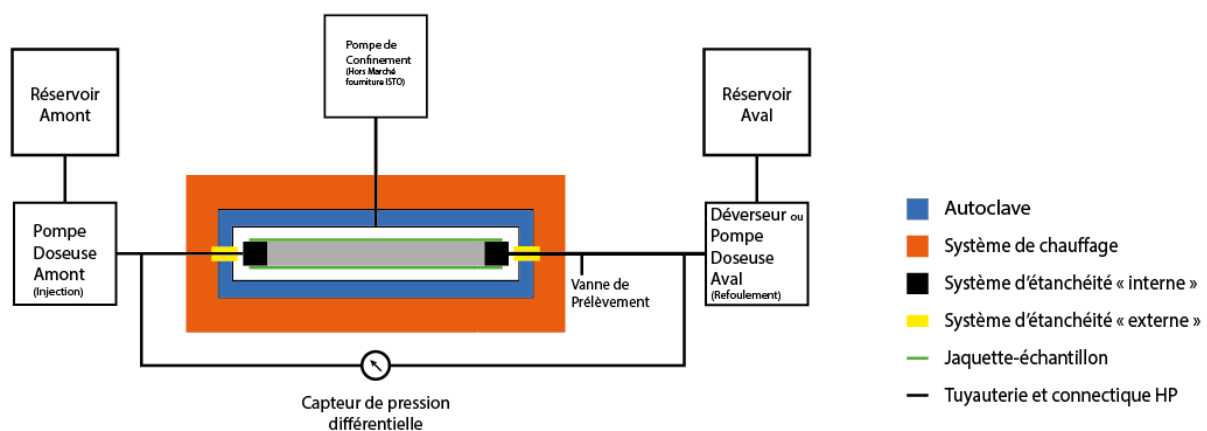 Réservoir
Amont
Pompe de
Confinement
(Hors Marché
fourniture ISTO)
Réservoir
Aval
Pompe
Doseuse
Amont
(Injection)
Déverseur ou
Pompe
Doseuse
Aval
(Refoulement)
Vanne de
Prélèvement
Capteur de pression
différentielle
Autoclave
Système de chauffage
Système d'étanchéité « interne »
Système d'étanchéité « externe »
Jaquette-échantillon
Tuyauterie et connectique HP